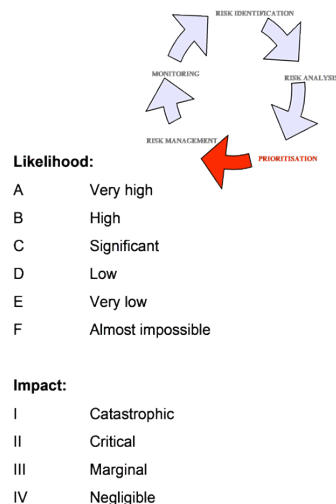 RISK IDENTIFICATION
MONITORING
RISK ANALYSIS
RISK MANAGEMENT
PRIORITISATION
Likelihood:
A Very high
B High
C Significant
D Low
E Very low
F Almost impossible
Impact:
I Catastrophic
II Critical
III Marginal
IV Negligible